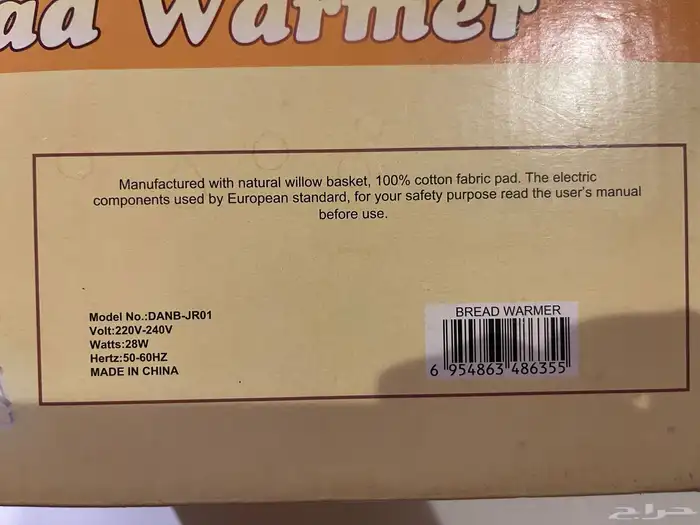 ad Warmer
Manufactured with natural willow basket, 100% cotton fabric pad. The electric
components used by European standard, for your safety purpose read the user's manual
before use.
Model No.:DANB-JR01
Volt:220V-240V
Watts:28W
Hertz:50-60HZ
MADE IN CHINA
BREAD WARMER
6 954863 486355
حراج